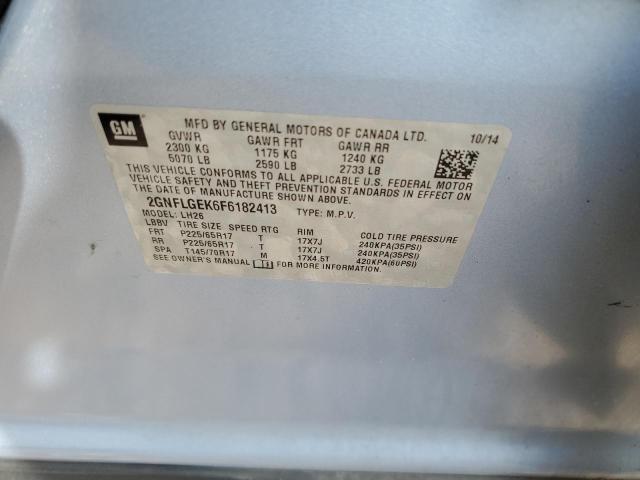 GM
MFD BY GENERAL MOTORS OF CANADA LTD. 10/14
GVWR GAWR FRT GAWR RR
2300 KG 1175 KG 1240 KG
5070 LB 2590 LB 2733 LB
THIS VEHICLE CONFORMS TO ALL APPLICABLE U.S. FEDERAL MOTOR
VEHICLE SAFETY AND THEFT PREVENTION STANDARDS IN EFFECT ON
THE DATE OF MANUFACTURE SHOWN ABOVE.
2GNFLGEK6F6182413 TYPE: M.P.V.
MODEL: LH26
LBBV TIRE SIZE SPEED RTG RIM COLD TIRE PRESSURE
FRT P225/65R17 T 17X7J 240KPA(35PSI)
RR P225/65R17 T 17X7J 240KPA(35PSI)
SPA T145/70R17 M 17X4.5T 420KPA(60PSI)
SEE OWNER'S MANUAL FOR MORE INFORMATION.